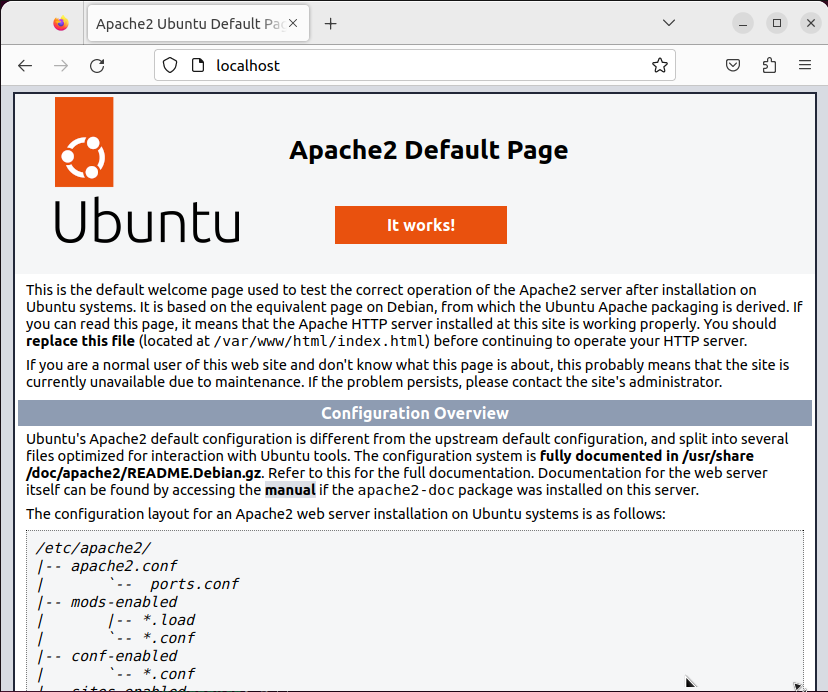 Apache2 Ubuntu Default Pa
localhost
Ubuntu
Apache2 Default Page
It works!
This is the default welcome page used to test the correct operation of the Apache2 server after installation on
Ubuntu systems. It is based on the equivalent page on Debian, from which the Ubuntu Apache packaging is derived. If
you can read this page, it means that the Apache HTTP server installed at this site is working properly. You should
replace this file (located at /var/www/html/index.html) before continuing to operate your HTTP server.
If you are a normal user of this web site and don't know what this page is about, this probably means that the site is
currently unavailable due to maintenance. If the problem persists, please contact the site's administrator.
Configuration Overview
Ubuntu's Apache2 default configuration is different from the upstream default configuration, and split into several
files optimized for interaction with Ubuntu tools. The configuration system is fully documented in /usr/share
/doc/apache2/README.Debian.gz. Refer to this for the full documentation. Documentation for the web server
itself can be found by accessing the manual if the apache2-doc package was installed on this server.
The configuration layout for an Apache2 web server installation on Ubuntu systems is as follows:
/etc/apache2/
|-- apache2.conf
|       `--  ports.conf
|-- mods-enabled
|       |-- *.load
|       `-- *.conf
|-- conf-enabled
|       `-- *.conf
|-- sites-enabled